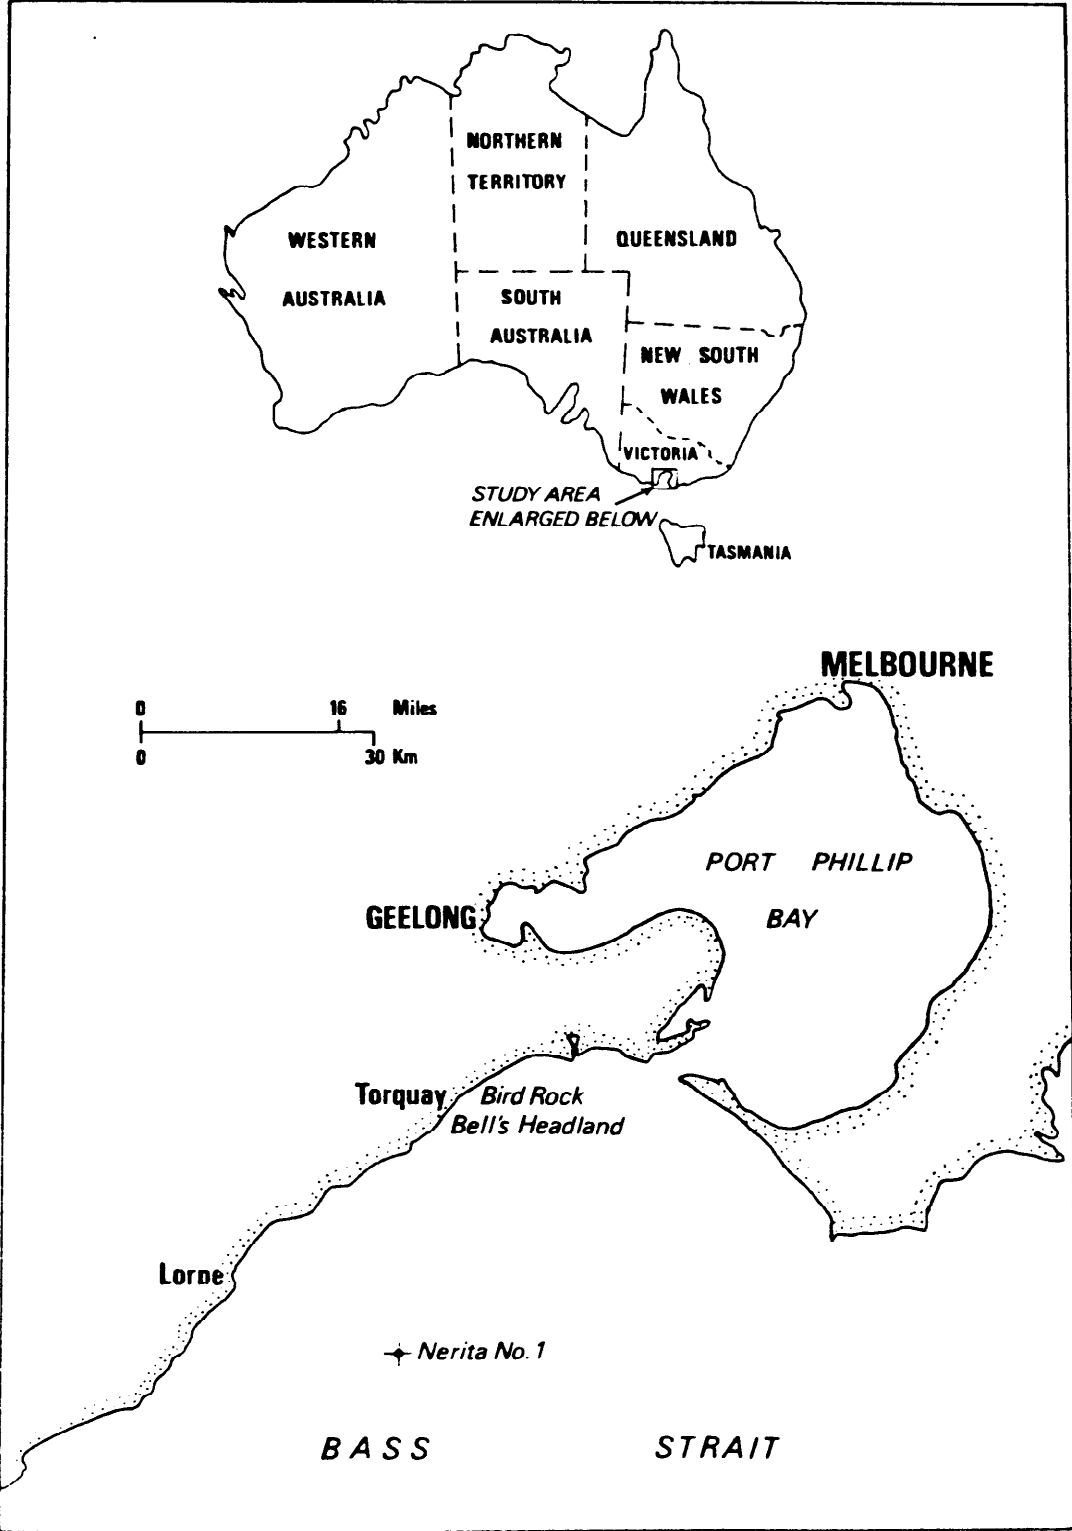 NORTHERN
TERRITORY
WESTERN
AUSTRALIA
QUEENSLAND
SOUTH
AUSTRALIA
NEW SOUTH
WALES
VICTORIA
STUDY AREA
ENLARGED BELOW
TASMANIA
MELBOURNE
0 16 Miles
0 30 Km
PORT PHILLIP
BAY
GEELONG
Torquay
Bird Rock
Bell's Headland
Lorne
Nerita No. 1
BASS STRAIT